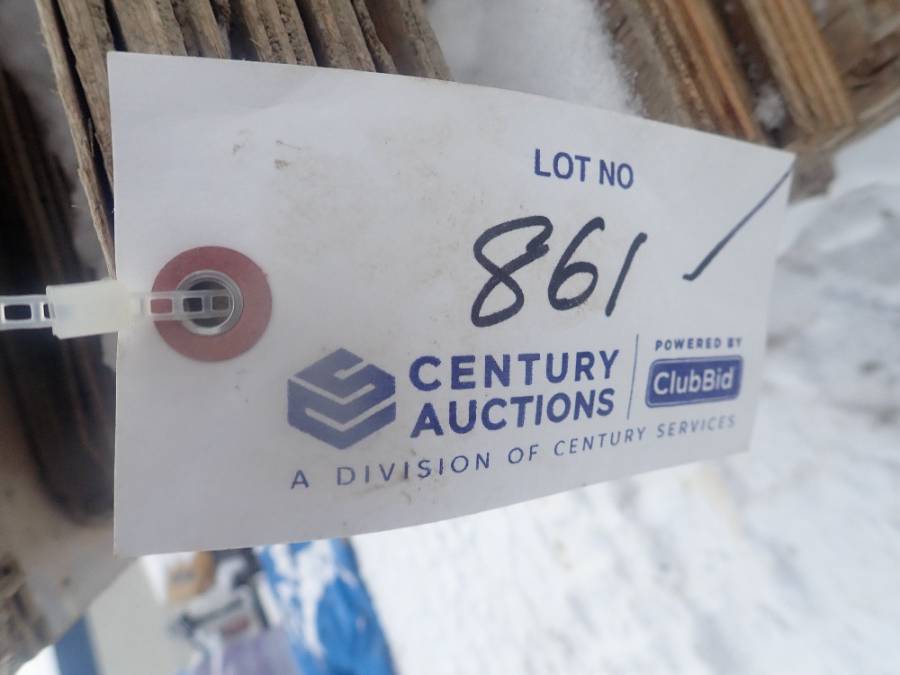 LOT NO
861
CENTURY
AUCTIONS
POWERED BY
ClubBid
A DIVISION OF CENTURY SERVICES